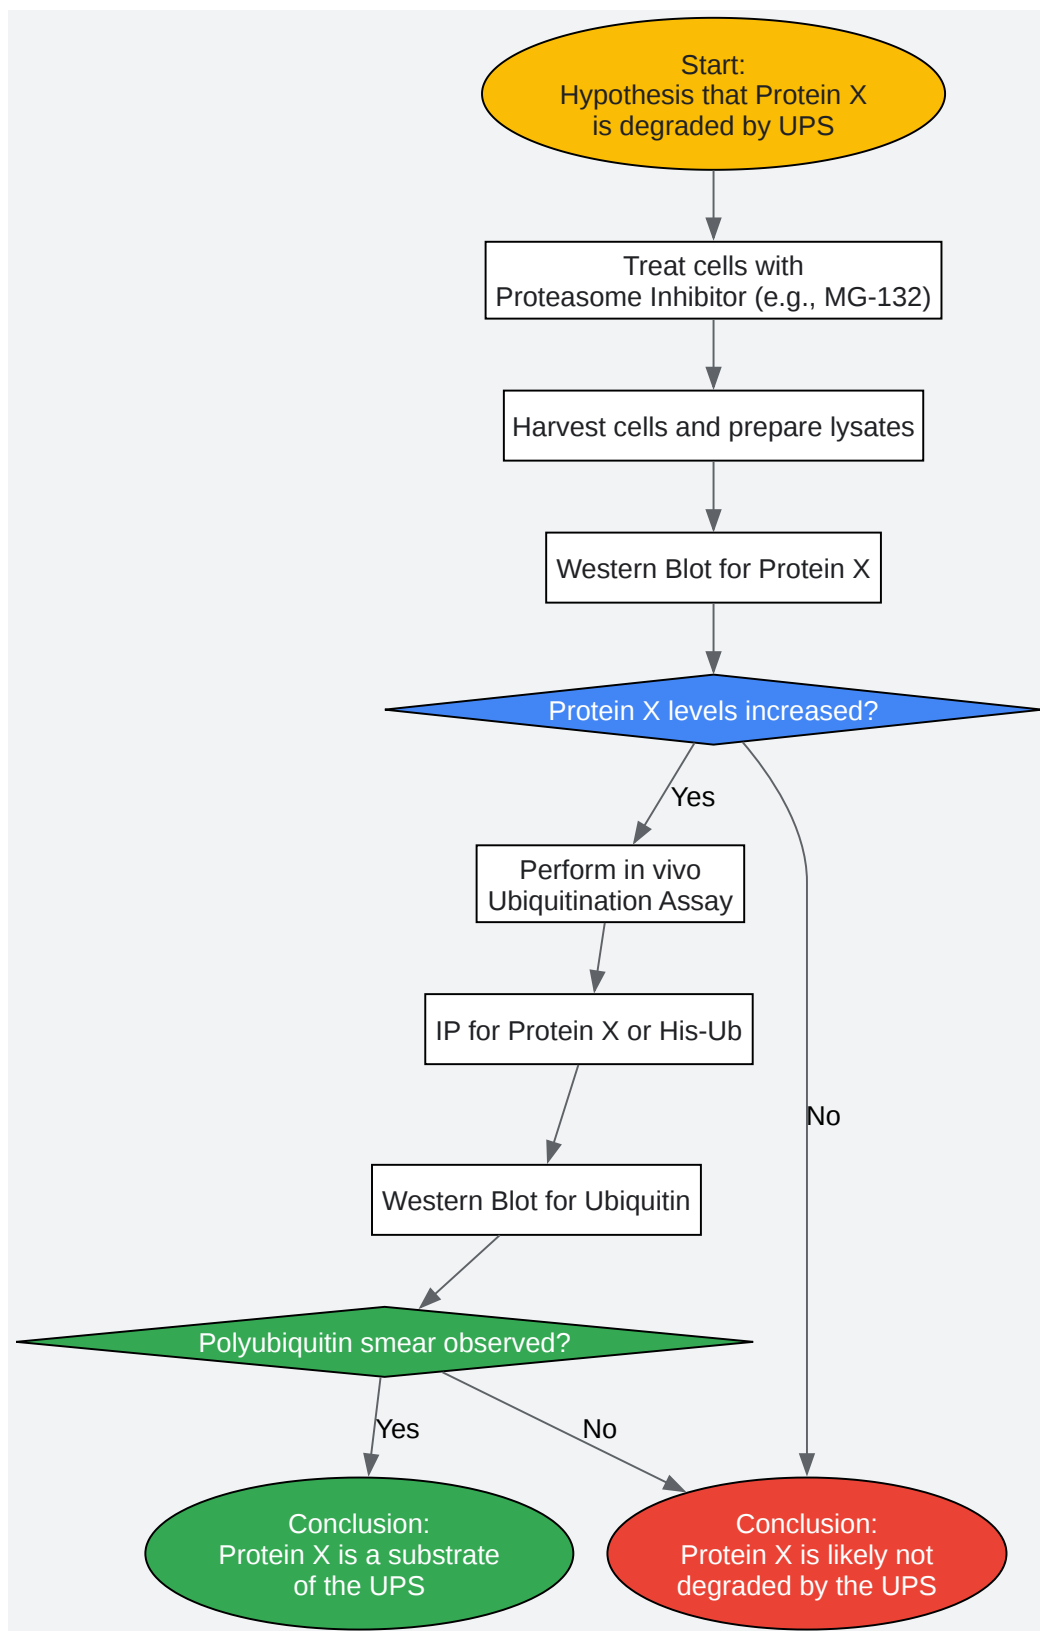 Start:
Hypothesis that Protein X
is degraded by UPS
Treat cells with
Proteasome Inhibitor (e.g., MG-132)
Harvest cells and prepare lysates
Western Blot for Protein X
Protein X levels increased?
Yes
Perform in vivo
Ubiquitination Assay
IP for Protein X or His-Ub
No
Western Blot for Ubiquitin
Polyubiquitin smear observed?
Yes
No
Conclusion:
Protein X is a substrate
of the UPS
Conclusion:
Protein X is likely not
degraded by the UPS